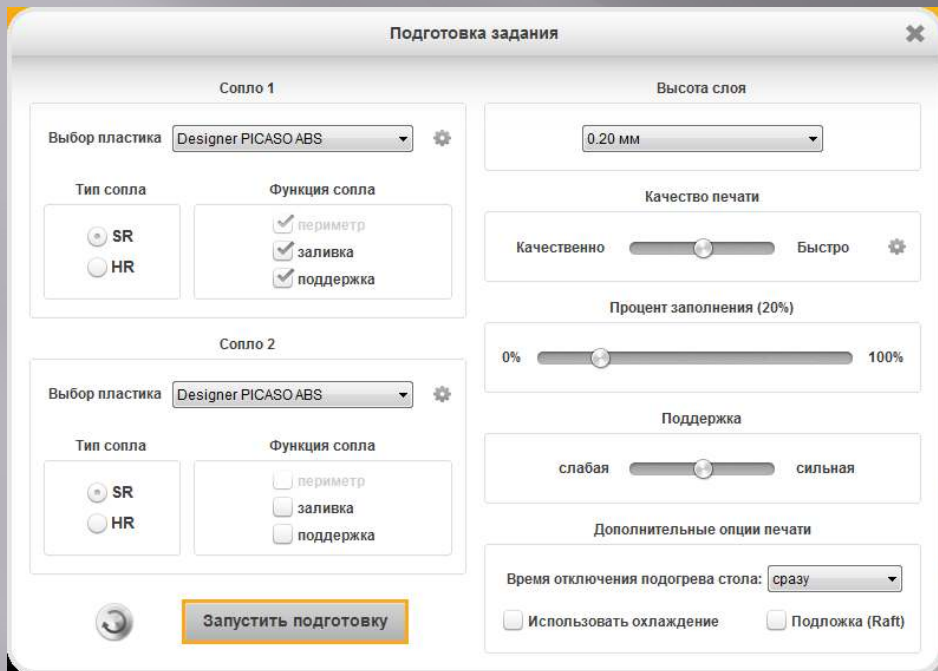 Подготовка задания
Сопло 1
Выбор пластика Designer PICASO ABS
Тип сопла Функция сопла
SR
HR
периметр
заливка
поддержка
Сопло 2
Выбор пластика Designer PICASO ABS
Тип сопла Функция сопла
SR
HR
периметр
заливка
поддержка
Запустить подготовку
Высота слоя
0.20 мм
Качество печати
Качественно Быстро
Процент заполнения (20%)
0% 100%
Поддержка
слабая сильная
Дополнительные опции печати
Время отключения подогрева стола: сразу
Использовать охлаждение Подложка (Raft)